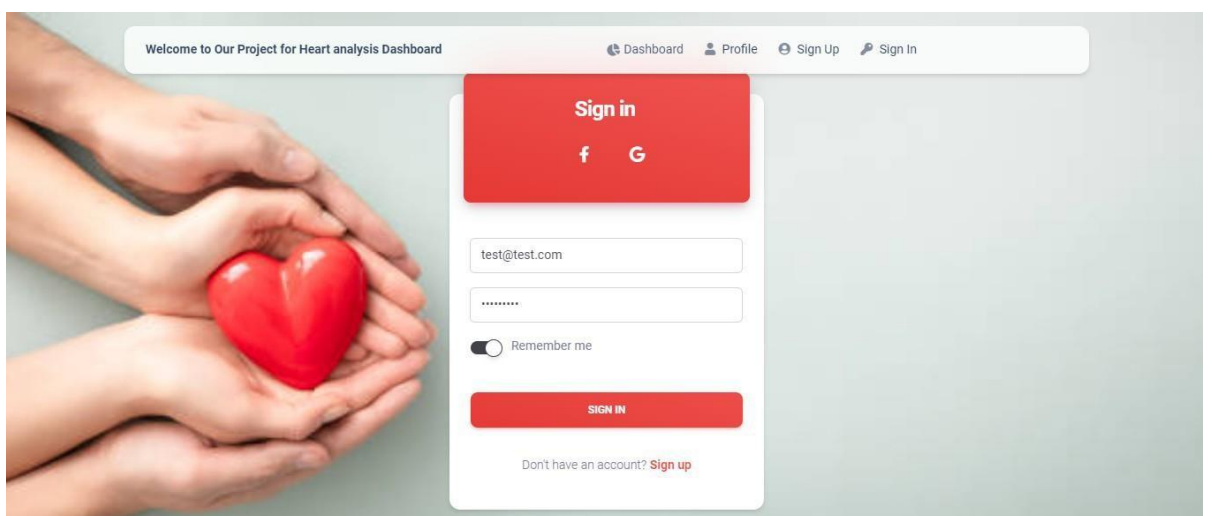 Welcome to Our Project for Heart analysis Dashboard
Dashboard
Profile
Sign Up
Sign In
Sign in
f G
test@test.com
•••••••••
Remember me
SIGN IN
Don't have an account? Sign up